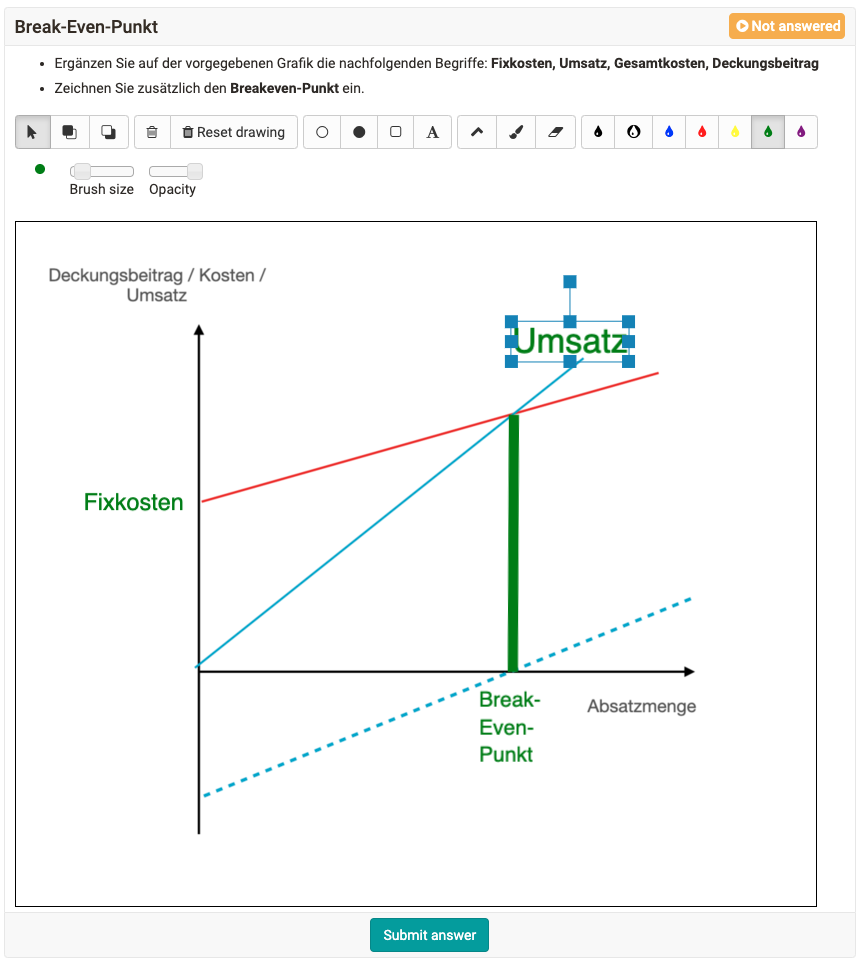 Break-Even-Punkt
Not answered
Ergänzen Sie auf der vorgegebenen Grafik die nachfolgenden Begriffe: Fixkosten, Umsatz, Gesamtkosten, Deckungsbeitrag
Zeichnen Sie zusätzlich den Breakeven-Punkt ein.
Reset drawing
A
Brush size
Opacity
Deckungsbeitrag / Kosten /
Umsatz
Umsatz
Fixkosten
Break-
Even-
Punkt
Absatzmenge
Submit answer